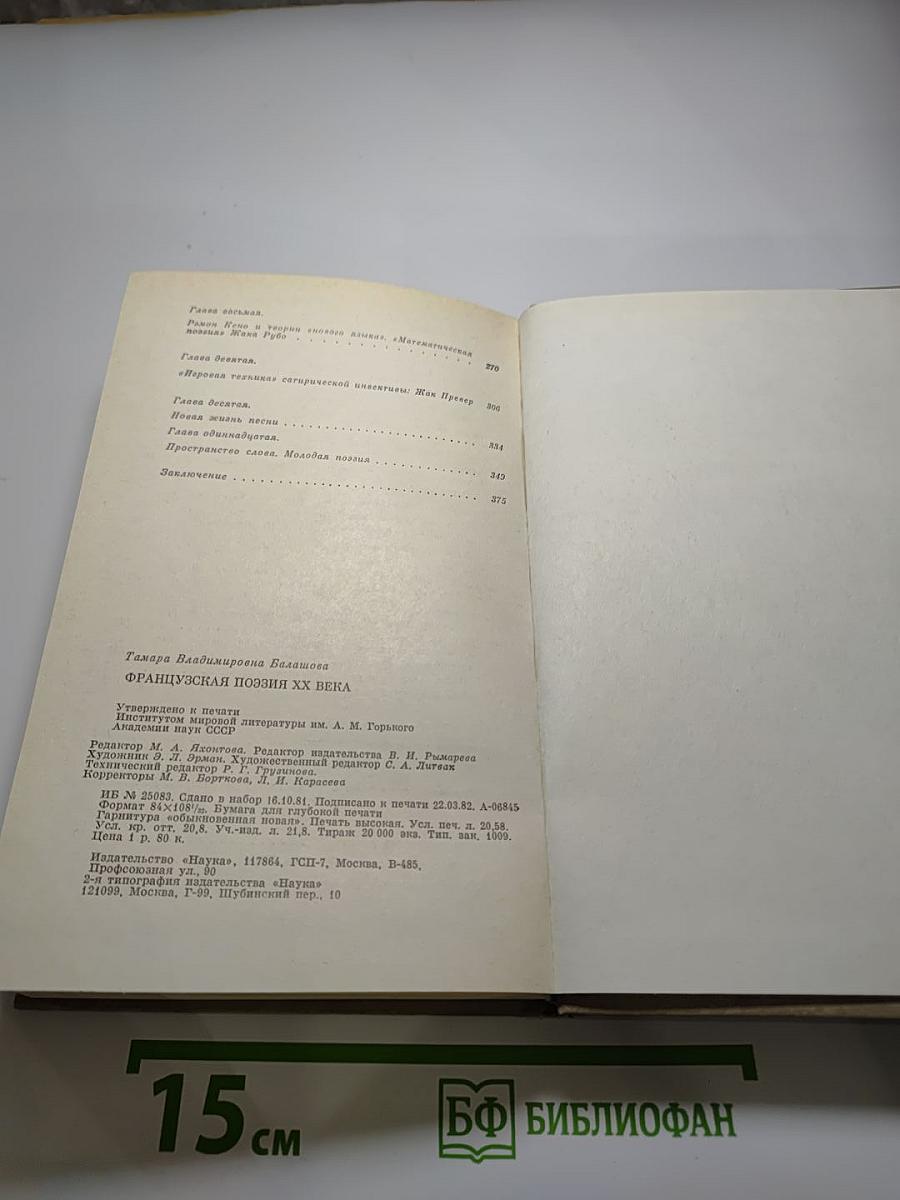 Глава восьмая.
Рэмон Кено и теории «нового языка». «Математическая
поэзия» Жака Рубо . . . . . . . . . . . . . . . . 270
Глава девятая.
«Игровая техника» сатирической инвективы: Жак Превер 306
Глава десятая.
Новая жизнь песни . . . . . . . . . . . . . . . . . . . . . 334
Глава одиннадцатая.
Пространство слова. Молодая поэзия . . . . . . . . . . . . 349
Заключение . . . . . . . . . . . . . . . . . . . . . . . . . . . 375
Тамара Владимировна Балашова
ФРАНЦУЗСКАЯ ПОЭЗИЯ XX ВЕКА
Утверждено к печати
Институтом мировой литературы им. А. М. Горького
Академии наук СССР
Редактор М. А. Яхонтова. Редактор издательства В. И. Рымарева
Художник Э. Л. Эрман. Художественный редактор С. А. Литвак
Технический редактор Р. Г. Грузинова.
Корректоры М. В. Борткова, Л. И. Карасева
ИБ № 25083. Сдано в набор 16.10.81. Подписано к печати 22.03.82. А-06845
Формат 84×108¹/₃₂. Бумага для глубокой печати
Гарнитура «обыкновенная новая». Печать высокая. Усл. печ. л. 20,58.
Усл. кр. отт. 20,8. Уч.-изд. л. 21,8. Тираж 20 000 экз. Тип. зак. 1009.
Цена 1 р. 80 к.
Издательство «Наука», 117864, ГСП-7, Москва, В-485,
Профсоюзная ул., 90
2-я типография издательства «Наука»
121099, Москва, Г-99, Шубинский пер., 10
15 см
БФ БИБЛИОФАН